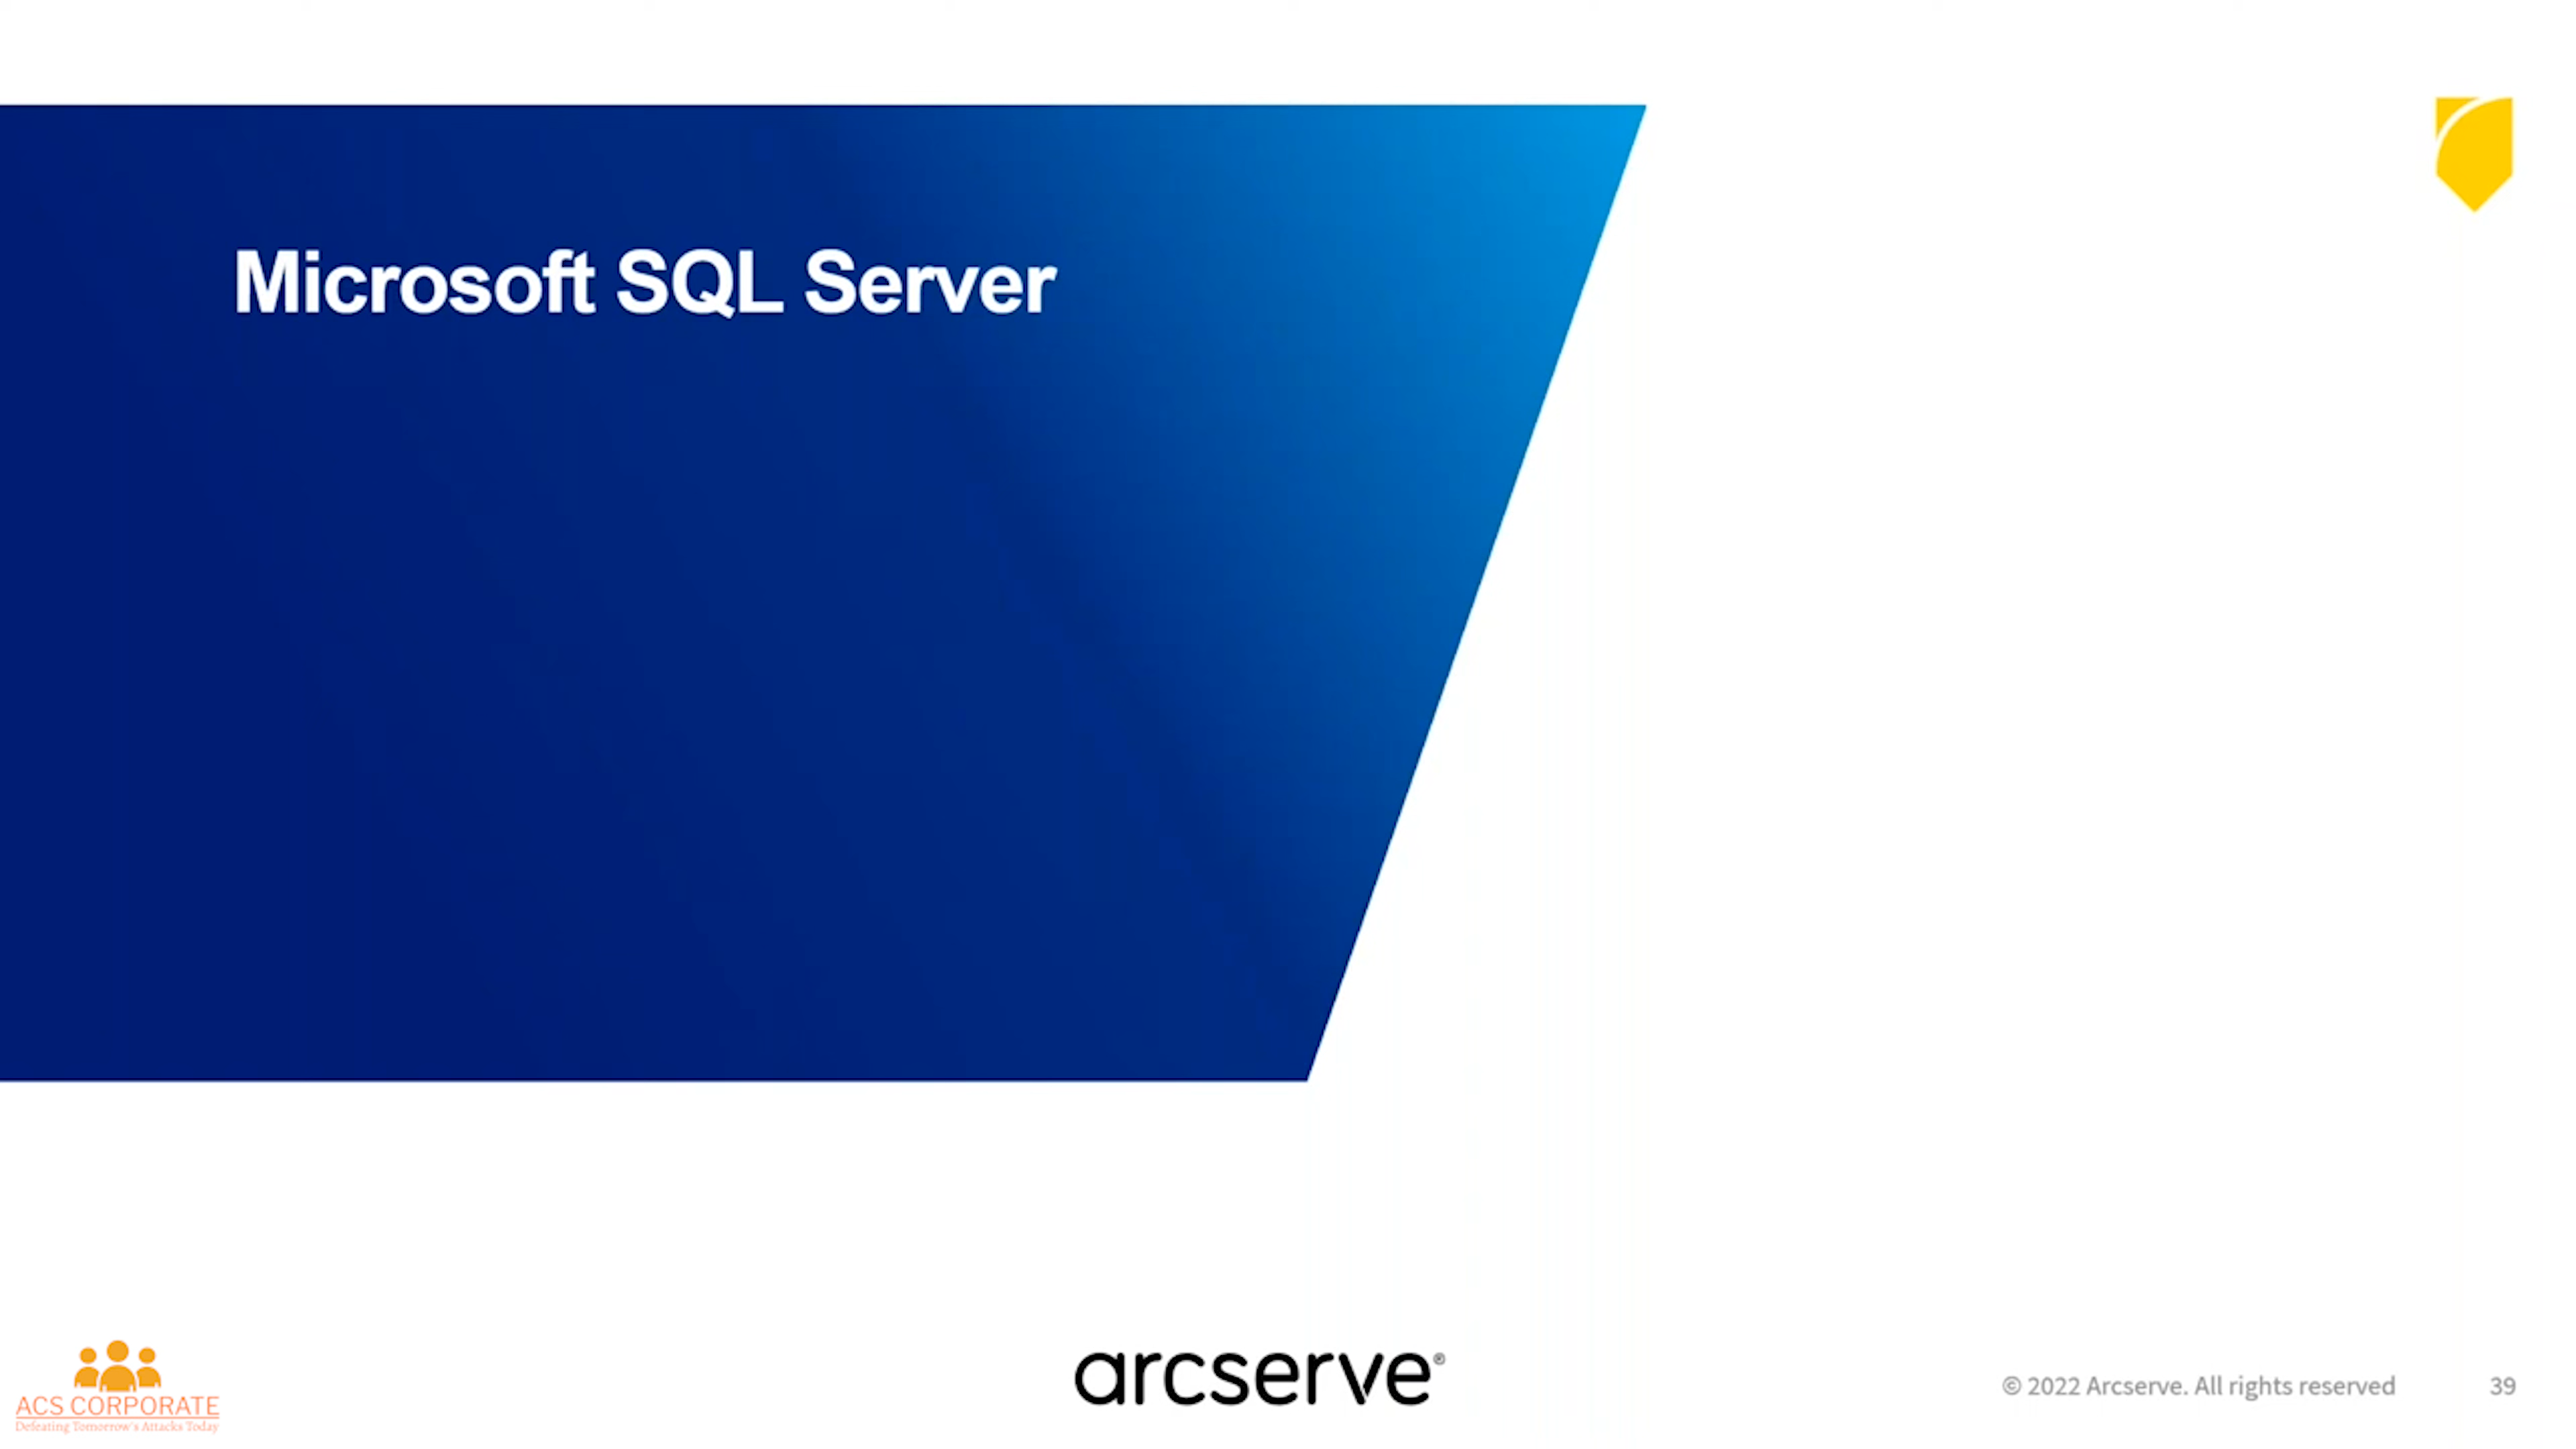 Microsoft SQL Server
ACS CORPORATE
Defeating Tomorrow's Attacks Today
arcserve®
© 2022 Arcserve. All rights reserved
39